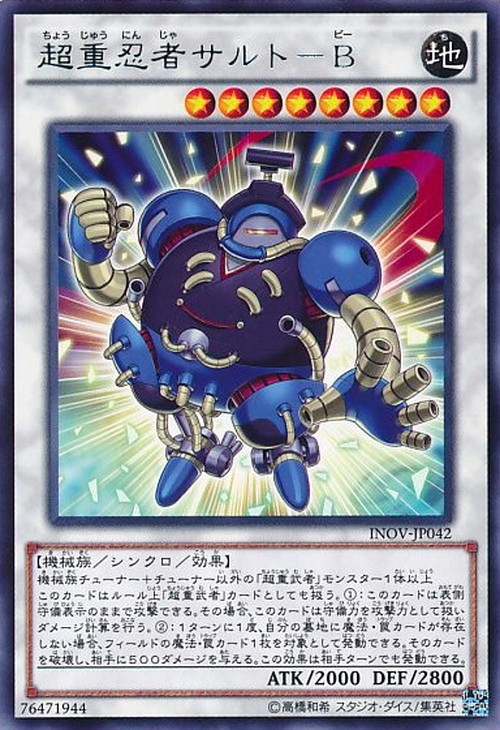 ちょう じゅう にん じゃ ビー
超重忍者サルト－B
ち
地
INOV-JP042
【機械族／シンクロ／効果】
機械族チューナー＋チューナー以外の「超重武者」モンスター1体以上
このカードはルール上「超重武者」カードとしても扱う。①：このカードは表側
守備表示のままで攻撃できる。その場合、このカードは守備力を攻撃力として扱い
ダメージ計算を行う。②：1ターンに1度、自分の墓地に魔法・罠カードが存在
しない場合、フィールドの魔法・罠カード1枚を対象として発動できる。そのカード
を破壊し、相手に500ダメージを与える。この効果は相手ターンでも発動できる。
ATK/2000 DEF/2800
76471944
©高橋和希 スタジオ・ダイス/集英社